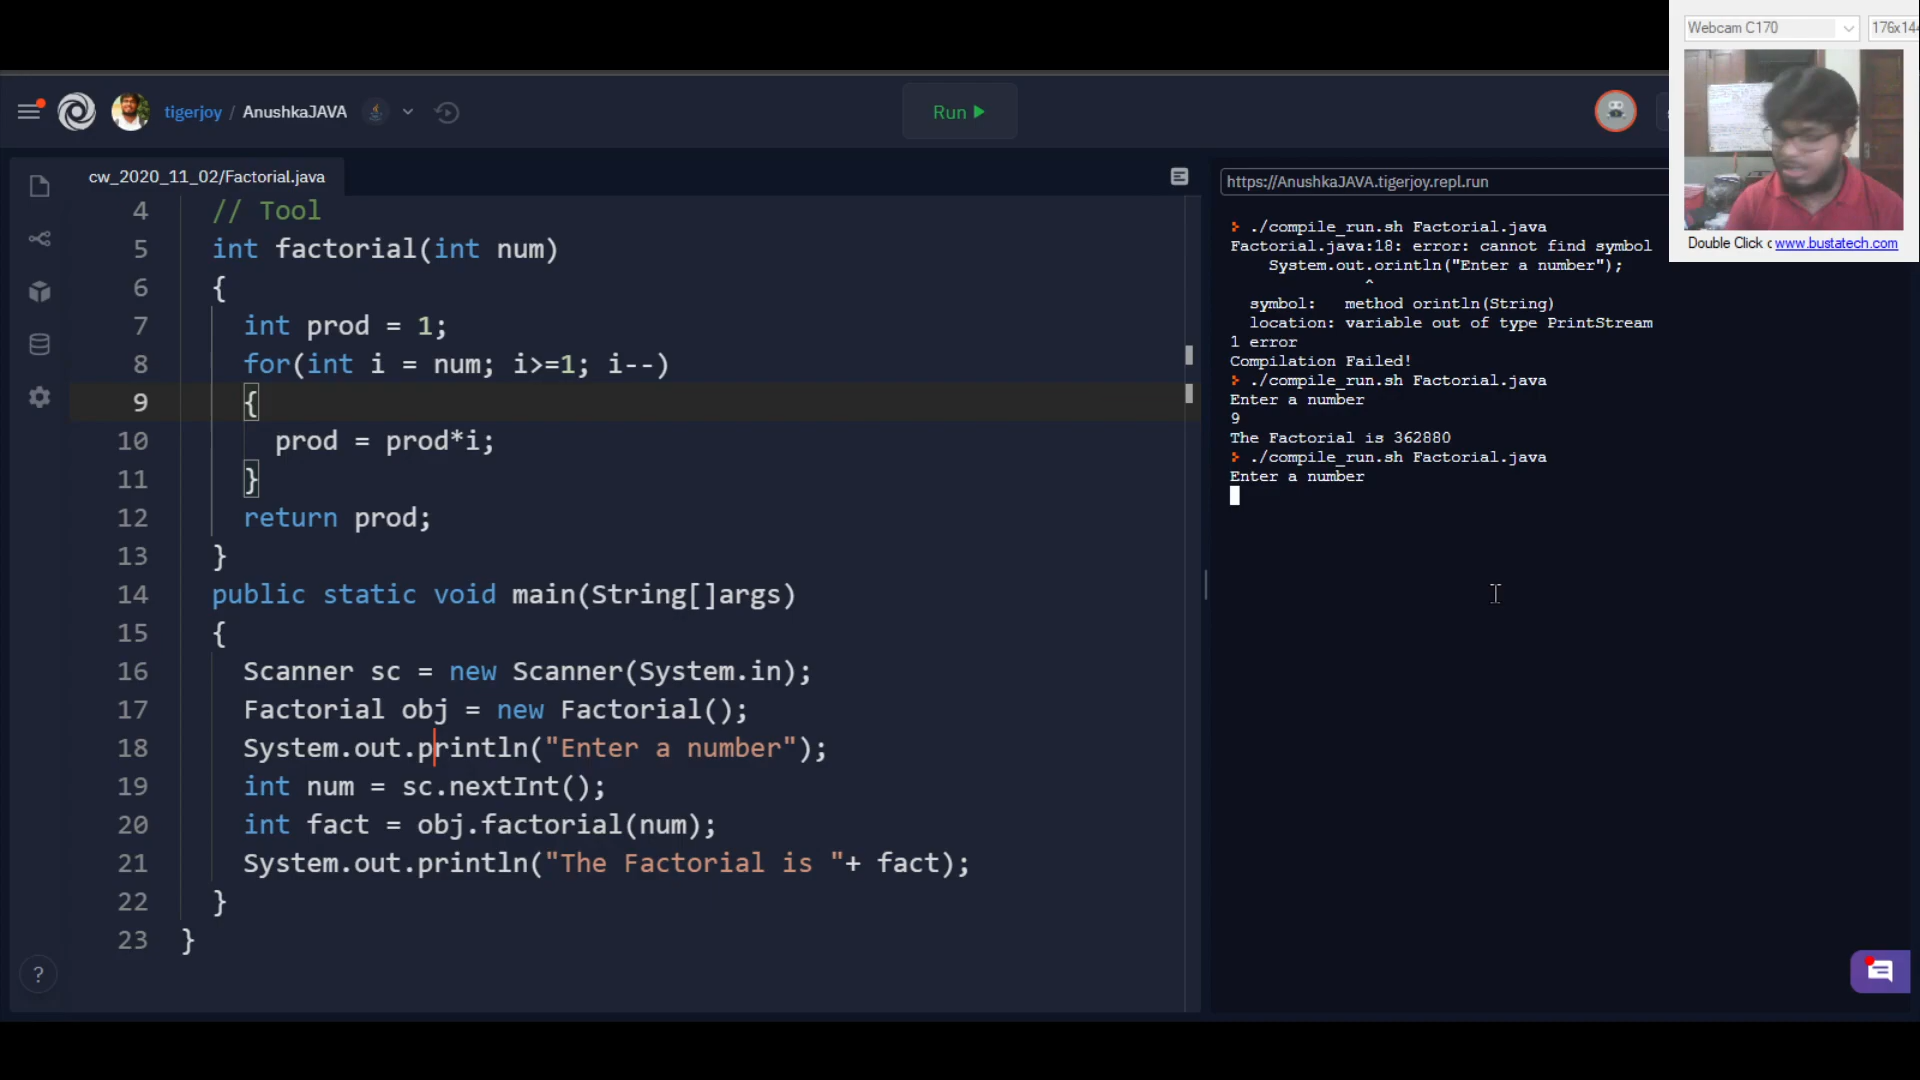 Webcam C170
176x144
Double Click c www.bustatech.com
tigerjoy / AnushkaJAVA
Run
cw_2020_11_02/Factorial.java
4 // Tool
5 int factorial(int num)
6 {
7 int prod = 1;
8 for(int i = num; i>=1; i--)
9 {
10 prod = prod*i;
11 }
12 return prod;
13 }
14 public static void main(String[]args)
15 {
16 Scanner sc = new Scanner(System.in);
17 Factorial obj = new Factorial();
18 System.out.println("Enter a number");
19 int num = sc.nextInt();
20 int fact = obj.factorial(num);
21 System.out.println("The Factorial is "+ fact);
22 }
23 }
?
https://AnushkaJAVA.tigerjoy.repl.run
./compile_run.sh Factorial.java
Factorial.java:18: error: cannot find symbol
System.out.orintln("Enter a number");
^
symbol: method orintln(String)
location: variable out of type PrintStream
1 error
Compilation Failed!
./compile_run.sh Factorial.java
Enter a number
9
The Factorial is 362880
./compile_run.sh Factorial.java
Enter a number